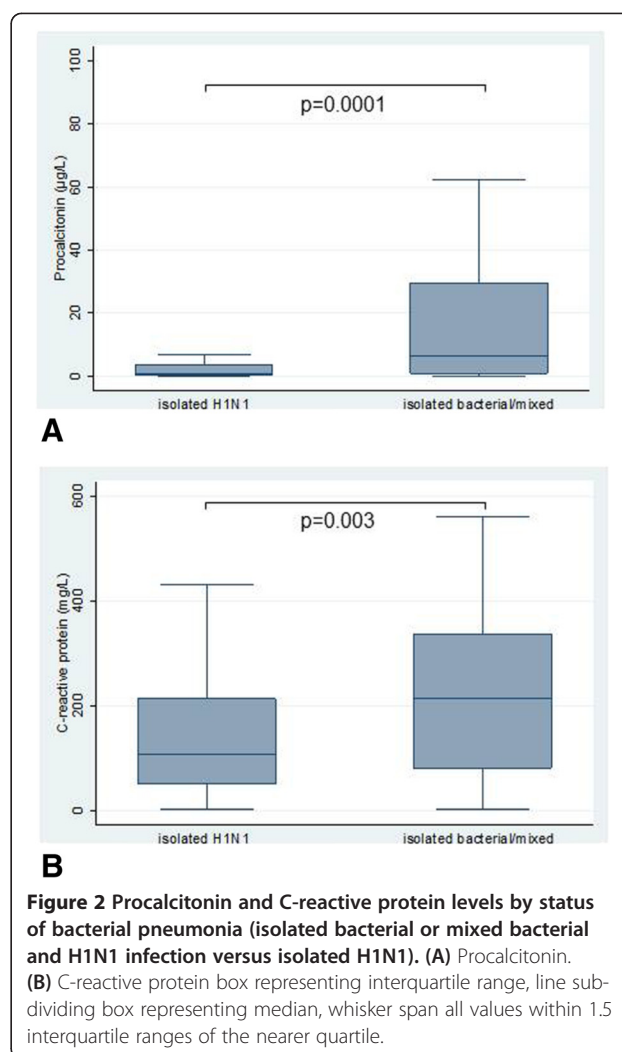 100
80
60
40
20
0
Procalcitonin (µg/L)
p=0.0001
isolated H1N1
isolated bacterial/mixed
A
600
400
200
0
C-reactive protein (mg/L)
p=0.003
isolated H1N1
isolated bacterial/mixed
B
Figure 2 Procalcitonin and C-reactive protein levels by status
of bacterial pneumonia (isolated bacterial or mixed bacterial
and H1N1 infection versus isolated H1N1). (A) Procalcitonin.
(B) C-reactive protein box representing interquartile range, line sub-
dividing box representing median, whisker span all values within 1.5
interquartile ranges of the nearer quartile.